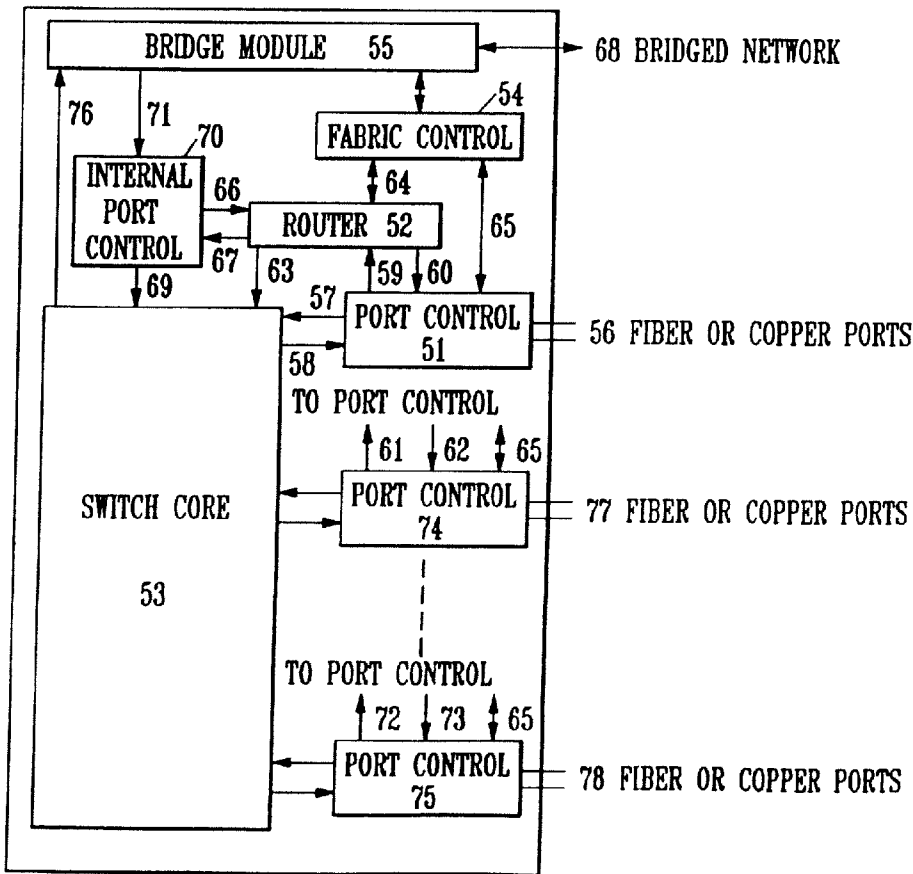 BRIDGE MODULE 55
68 BRIDGED NETWORK
76
71
54
FABRIC CONTROL
70
INTERNAL
PORT
CONTROL
66
64
ROUTER 52
65
67
69
63
59
60
57
PORT CONTROL
51
56 FIBER OR COPPER PORTS
58
TO PORT CONTROL
61
62
65
SWITCH CORE
53
PORT CONTROL
74
77 FIBER OR COPPER PORTS
TO PORT CONTROL
72
73
65
PORT CONTROL
75
78 FIBER OR COPPER PORTS